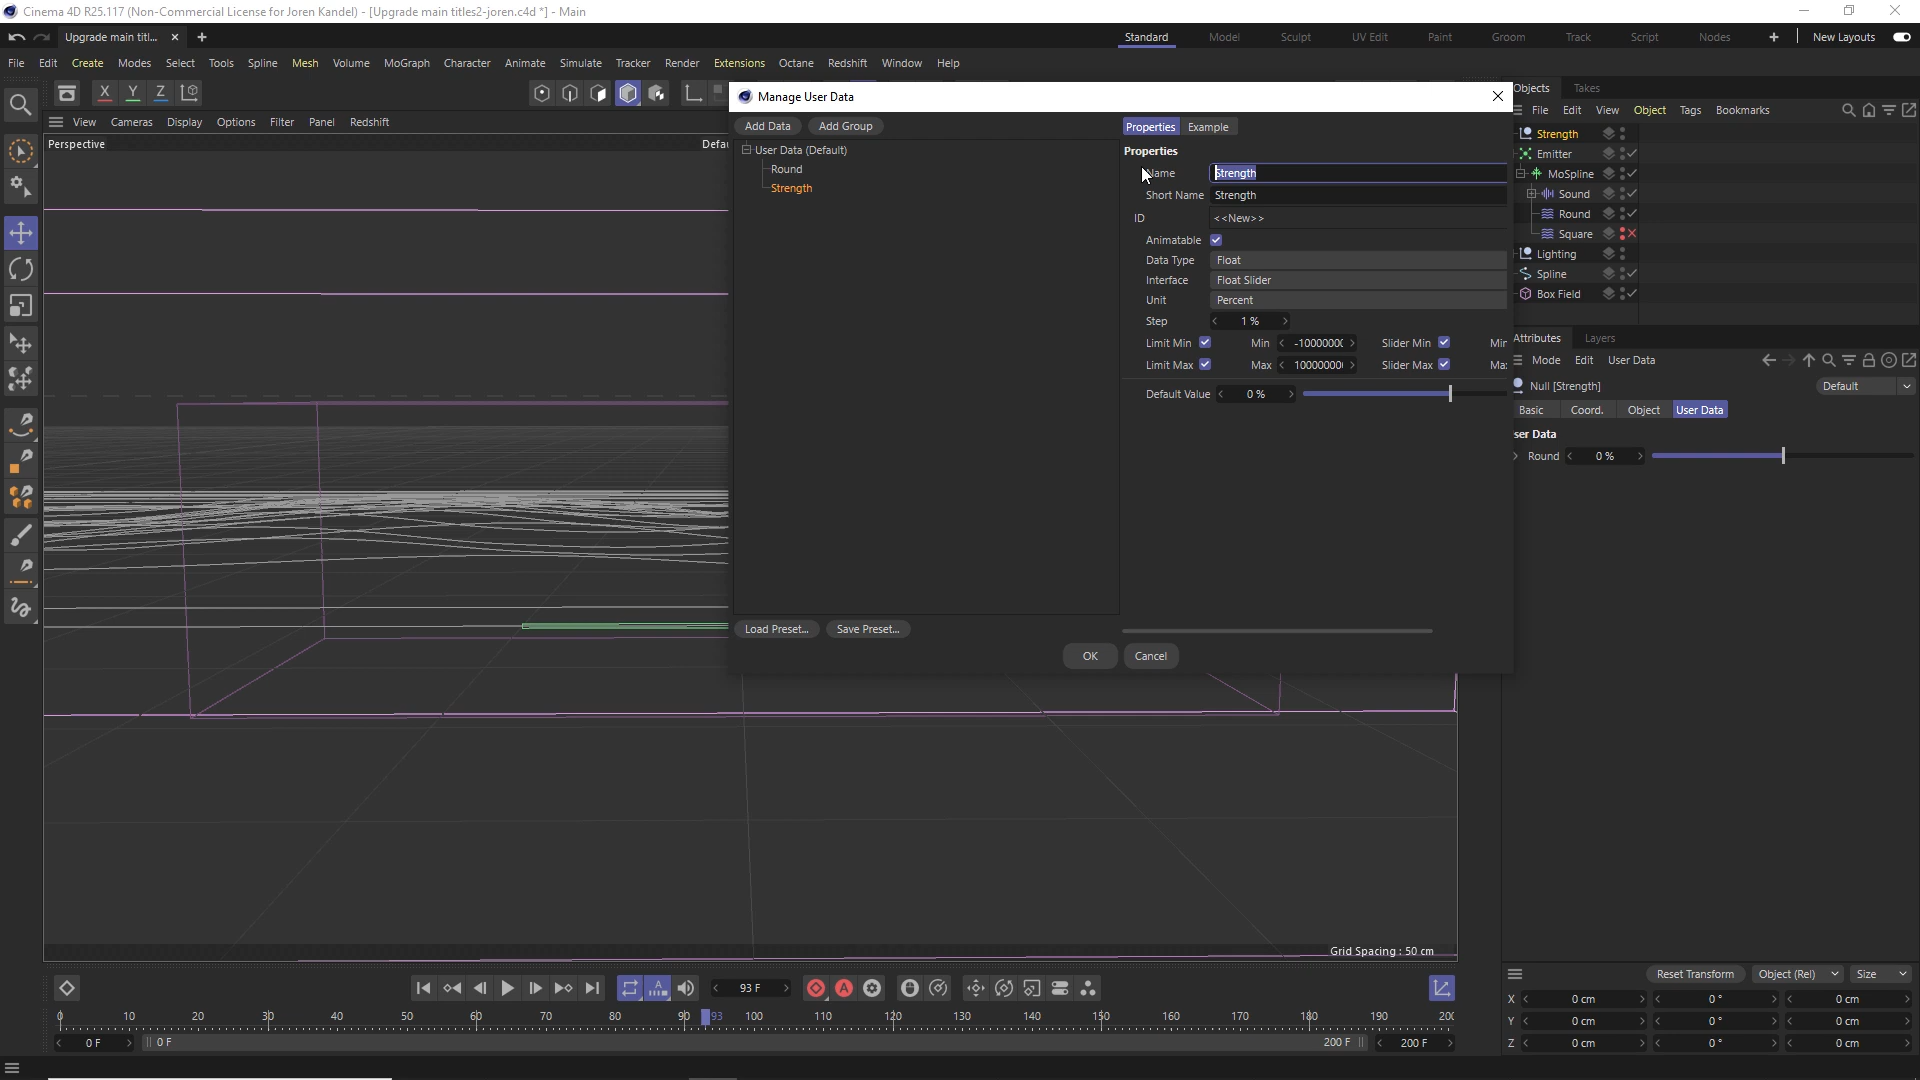 Cinema 4D R25.117 (Non-Commercial License for Joren Kandel) - [Upgrade main titles2-joren.c4d *] - Main
Upgrade main titl... × +
Standard Model Sculpt UV Edit Paint Groom Track Script Nodes + New Layouts
File Edit Create Modes Select Tools Spline Mesh Volume MoGraph Character Animate Simulate Tracker Render Extensions Octane Redshift Window Help
X Y Z
View Cameras Display Options Filter Panel Redshift
Perspective Defau
Manage User Data
Add Data Add Group
User Data (Default)
Round
Strength
Properties Example
Properties
Name Strength
Short Name Strength
ID <<New>>
Animatable
Data Type Float
Interface Float Slider
Unit Percent
Step 1 %
Limit Min Min -1000000( Slider Min Mir
Limit Max Max 10000000 Slider Max Ma:
Default Value 0 %
Load Preset... Save Preset...
OK Cancel
Objects Takes
File Edit View Object Tags Bookmarks
Strength
Emitter
MoSpline
Sound
Round
Square
Lighting
Spline
Box Field
Attributes Layers
Mode Edit User Data
Null [Strength] Default
Basic Coord. Object User Data
ser Data
Round 0 %
Grid Spacing : 50 cm
93 F
0 10 20 30 40 50 60 70 80 90 93 100 110 120 130 140 150 160 170 180 190 200
0 F 0 F 200 F 200 F
Reset Transform Object (Rel) Size
X 0 cm 0 ° 0 cm
Y 0 cm 0 ° 0 cm
Z 0 cm 0 ° 0 cm